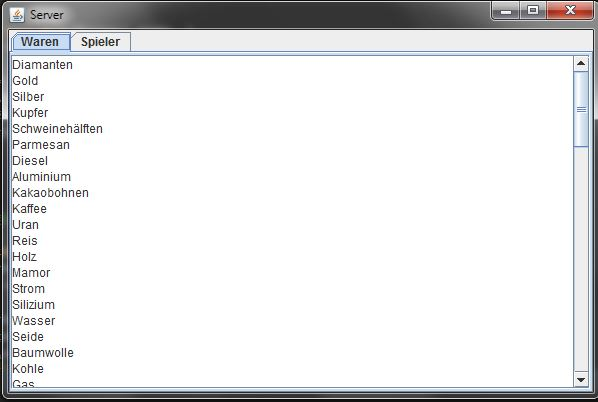 Server
Waren Spieler
Diamanten
Gold
Silber
Kupfer
Schweinehälften
Parmesan
Diesel
Aluminium
Kakaobohnen
Kaffee
Uran
Reis
Holz
Mamor
Strom
Silizium
Wasser
Seide
Baumwolle
Kohle
Gas